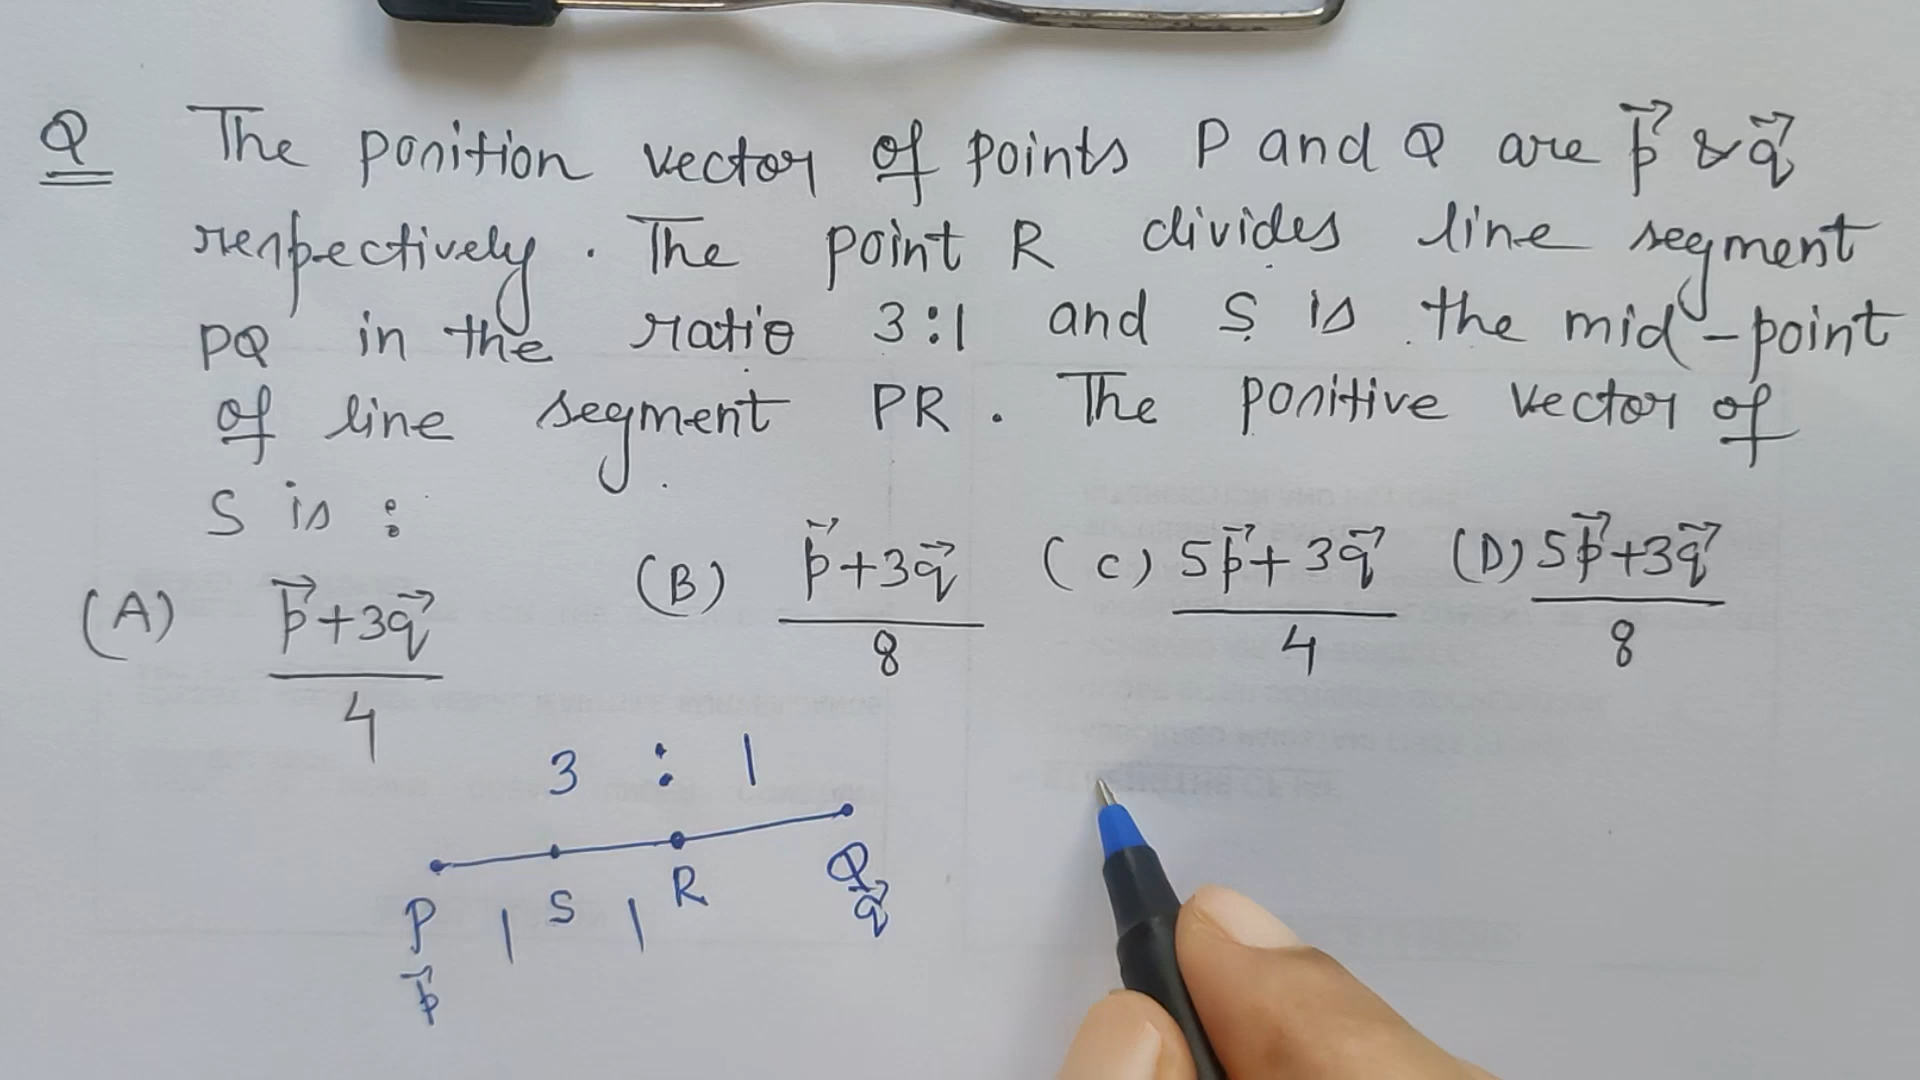 Q The position vector of points P and Q are p⃗ & q⃗
respectively. The point R divides line segment
PQ in the ratio 3:1 and S is the mid-point
of line segment PR. The positive vector of
S is :
(A) p⃗+3q⃗/4 (B) p⃗+3q⃗/8 (C) 5p⃗+3q⃗/4 (D) 5p⃗+3q⃗/8
3 : 1
P 1 S 1 R Q
p⃗ q⃗